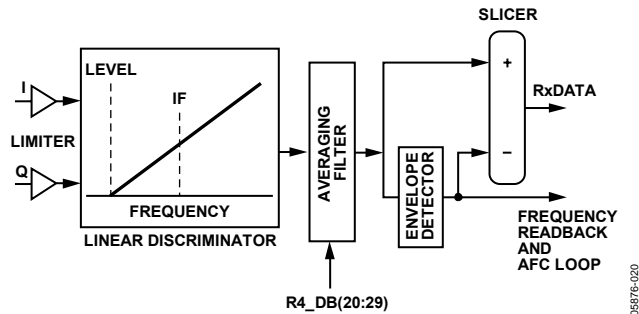 SLICER
I
LIMITER
Q
LEVEL
IF
FREQUENCY
LINEAR DISCRIMINATOR
AVERAGING
FILTER
R4_DB(20:29)
ENVELOPE
DETECTOR
+
–
RxDATA
FREQUENCY
READBACK
AND
AFC LOOP
05876-020